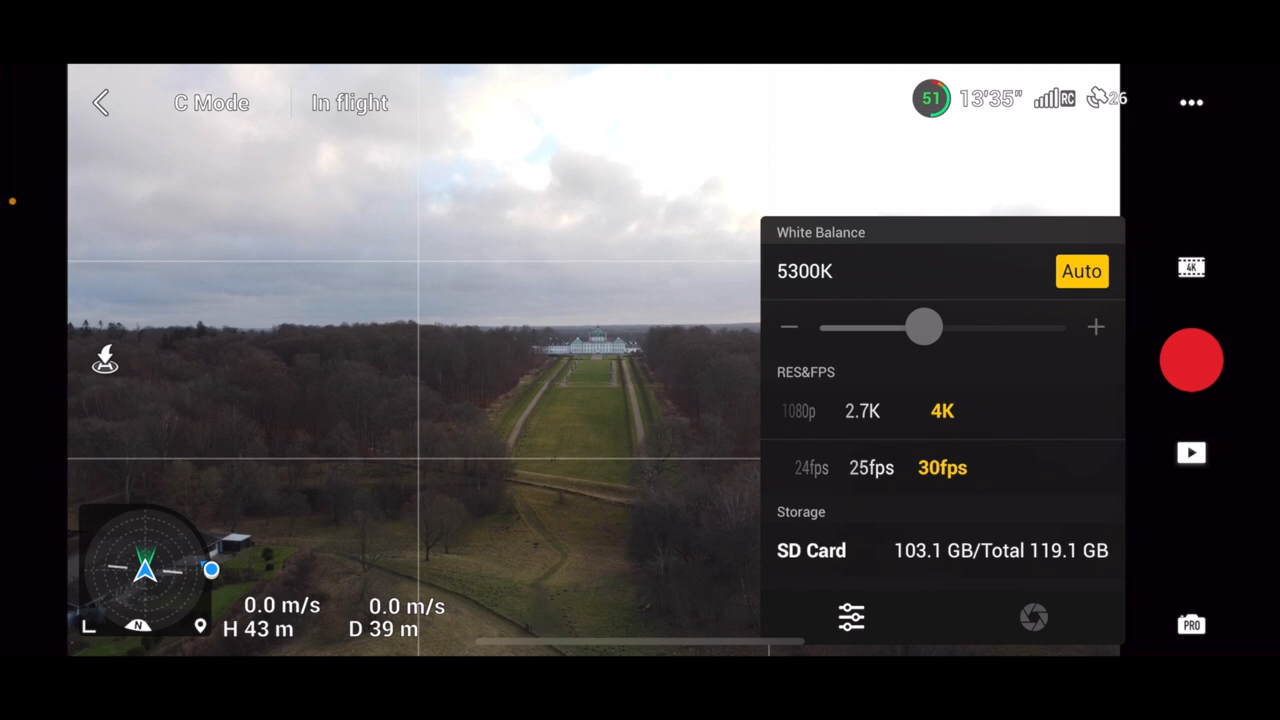 C Mode In flight 51 13'35" RC 26
White Balance
5300K Auto
4K
RES&FPS
1080p 2.7K 4K
24fps 25fps 30fps
Storage
SD Card 103.1 GB/Total 119.1 GB
0.0 m/s 0.0 m/s
N H 43 m D 39 m
PRO